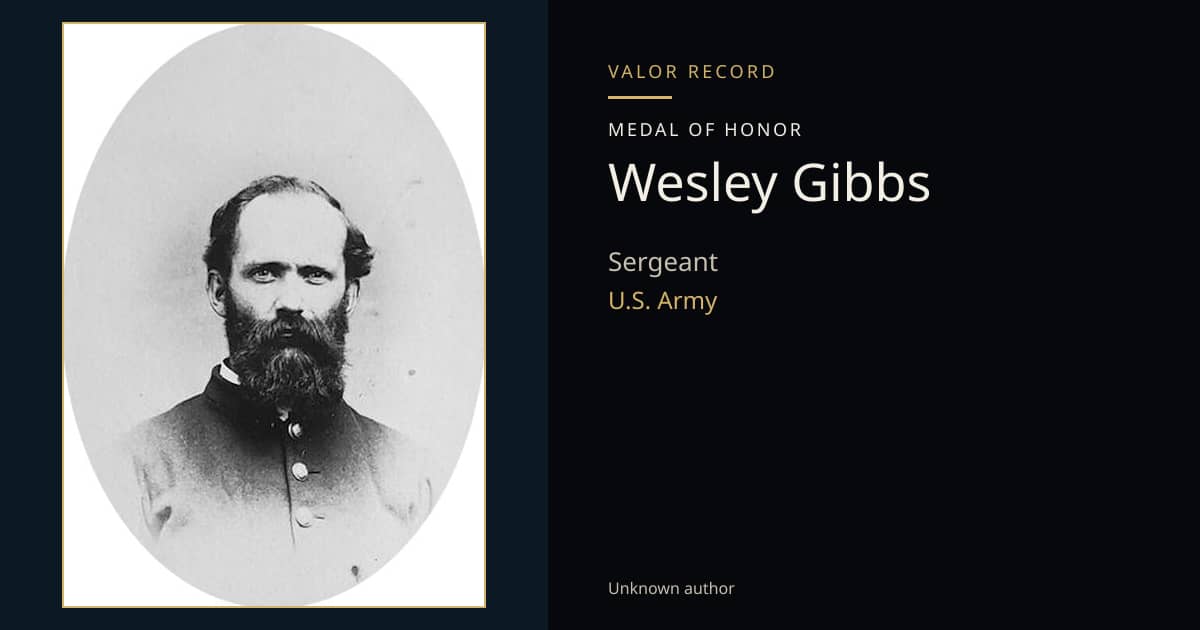 VALOR RECORD
MEDAL OF HONOR
Wesley Gibbs
Sergeant
U.S. Army
Unknown author